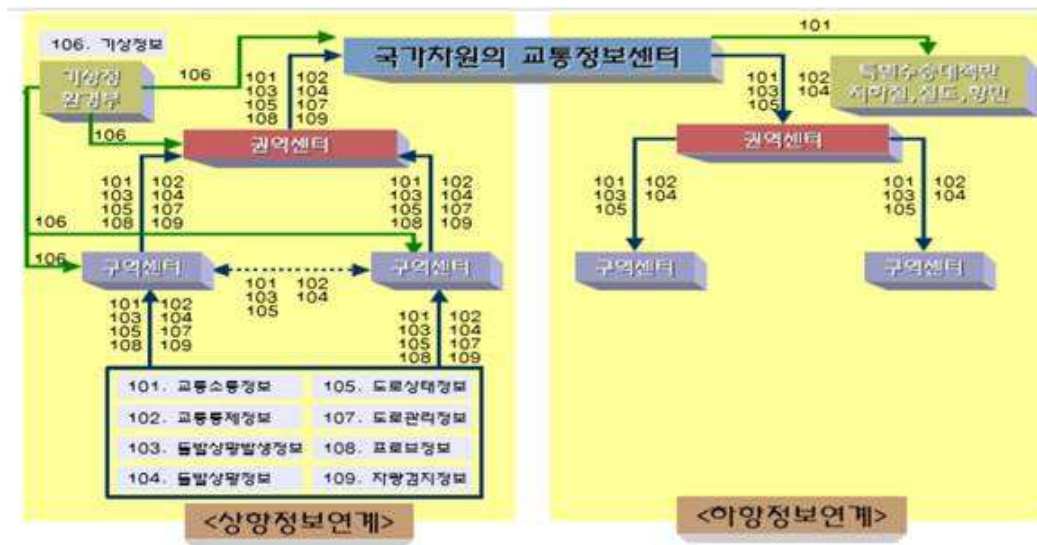 106. 기상정보
국가차원의 교통정보센터
101
기상청
환경부
106
101 102
103 104
105 107
108 109
101 102
103 104
105
특별수송대책반
지하철,철도,항만
106
권역센터
권역센터
101 102
103 104
105 107
108 109
101 102
103 104
105 107
108 109
101 102
103 104
105
101 102
103 104
105
106
106
구역센터
구역센터
구역센터
구역센터
101 102
103 104
105
101 102
103 104
105 107
108 109
101 102
103 104
105 107
108 109
101. 교통소통정보
105. 도로상태정보
102. 교통통제정보
107. 도로관리정보
103. 돌발상황발생정보
108. 프로브정보
104. 돌발상황정보
109. 차량검지정보
<상향정보연계>
<하향정보연계>